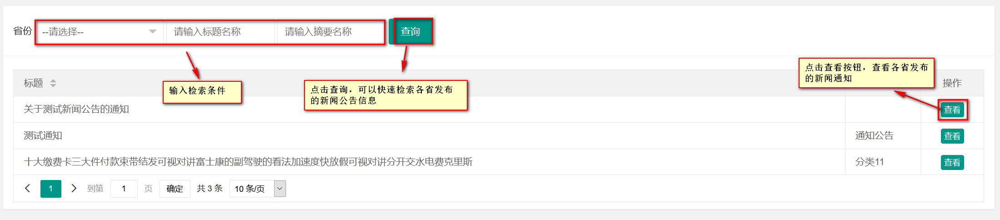 省份 --请选择-- 请输入标题名称 请输入摘要名称 查询
点击查看按钮，查看各省发布
的新闻通知
标题 操作
输入检索条件
点击查询，可以快速检索各省发布
的新闻公告信息
关于测试新闻公告的通知 查看
测试通知 通知公告 查看
十大缴费卡三大件付款束带结发可视对讲富士康的副驾驶的看法加速度快放假可视对讲分开交水电费克里斯 分类11 查看
1 到第 1 页 确定 共 3 条 10 条/页